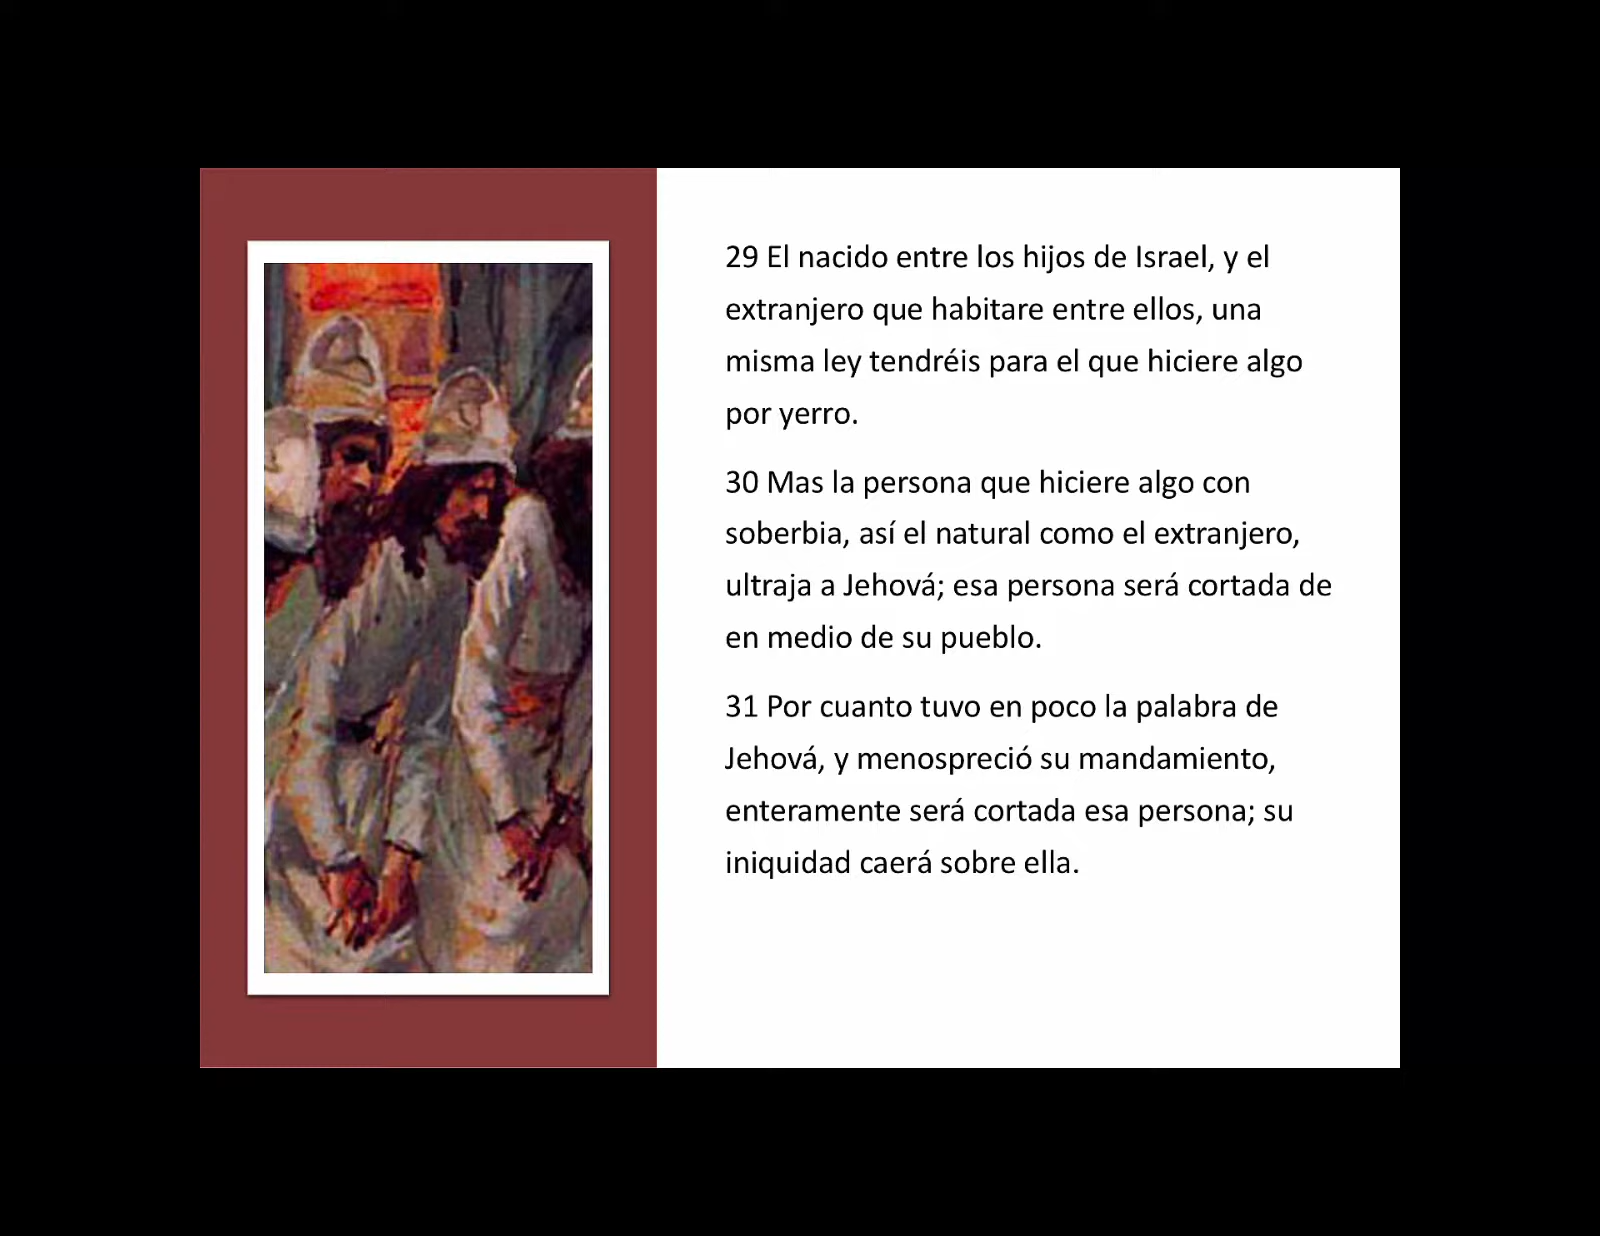 29 El nacido entre los hijos de Israel, y el
extranjero que habitare entre ellos, una
misma ley tendréis para el que hiciere algo
por yerro.
30 Mas la persona que hiciere algo con
soberbia, así el natural como el extranjero,
ultraja a Jehová; esa persona será cortada de
en medio de su pueblo.
31 Por cuanto tuvo en poco la palabra de
Jehová, y menospreció su mandamiento,
enteramente será cortada esa persona; su
iniquidad caerá sobre ella.